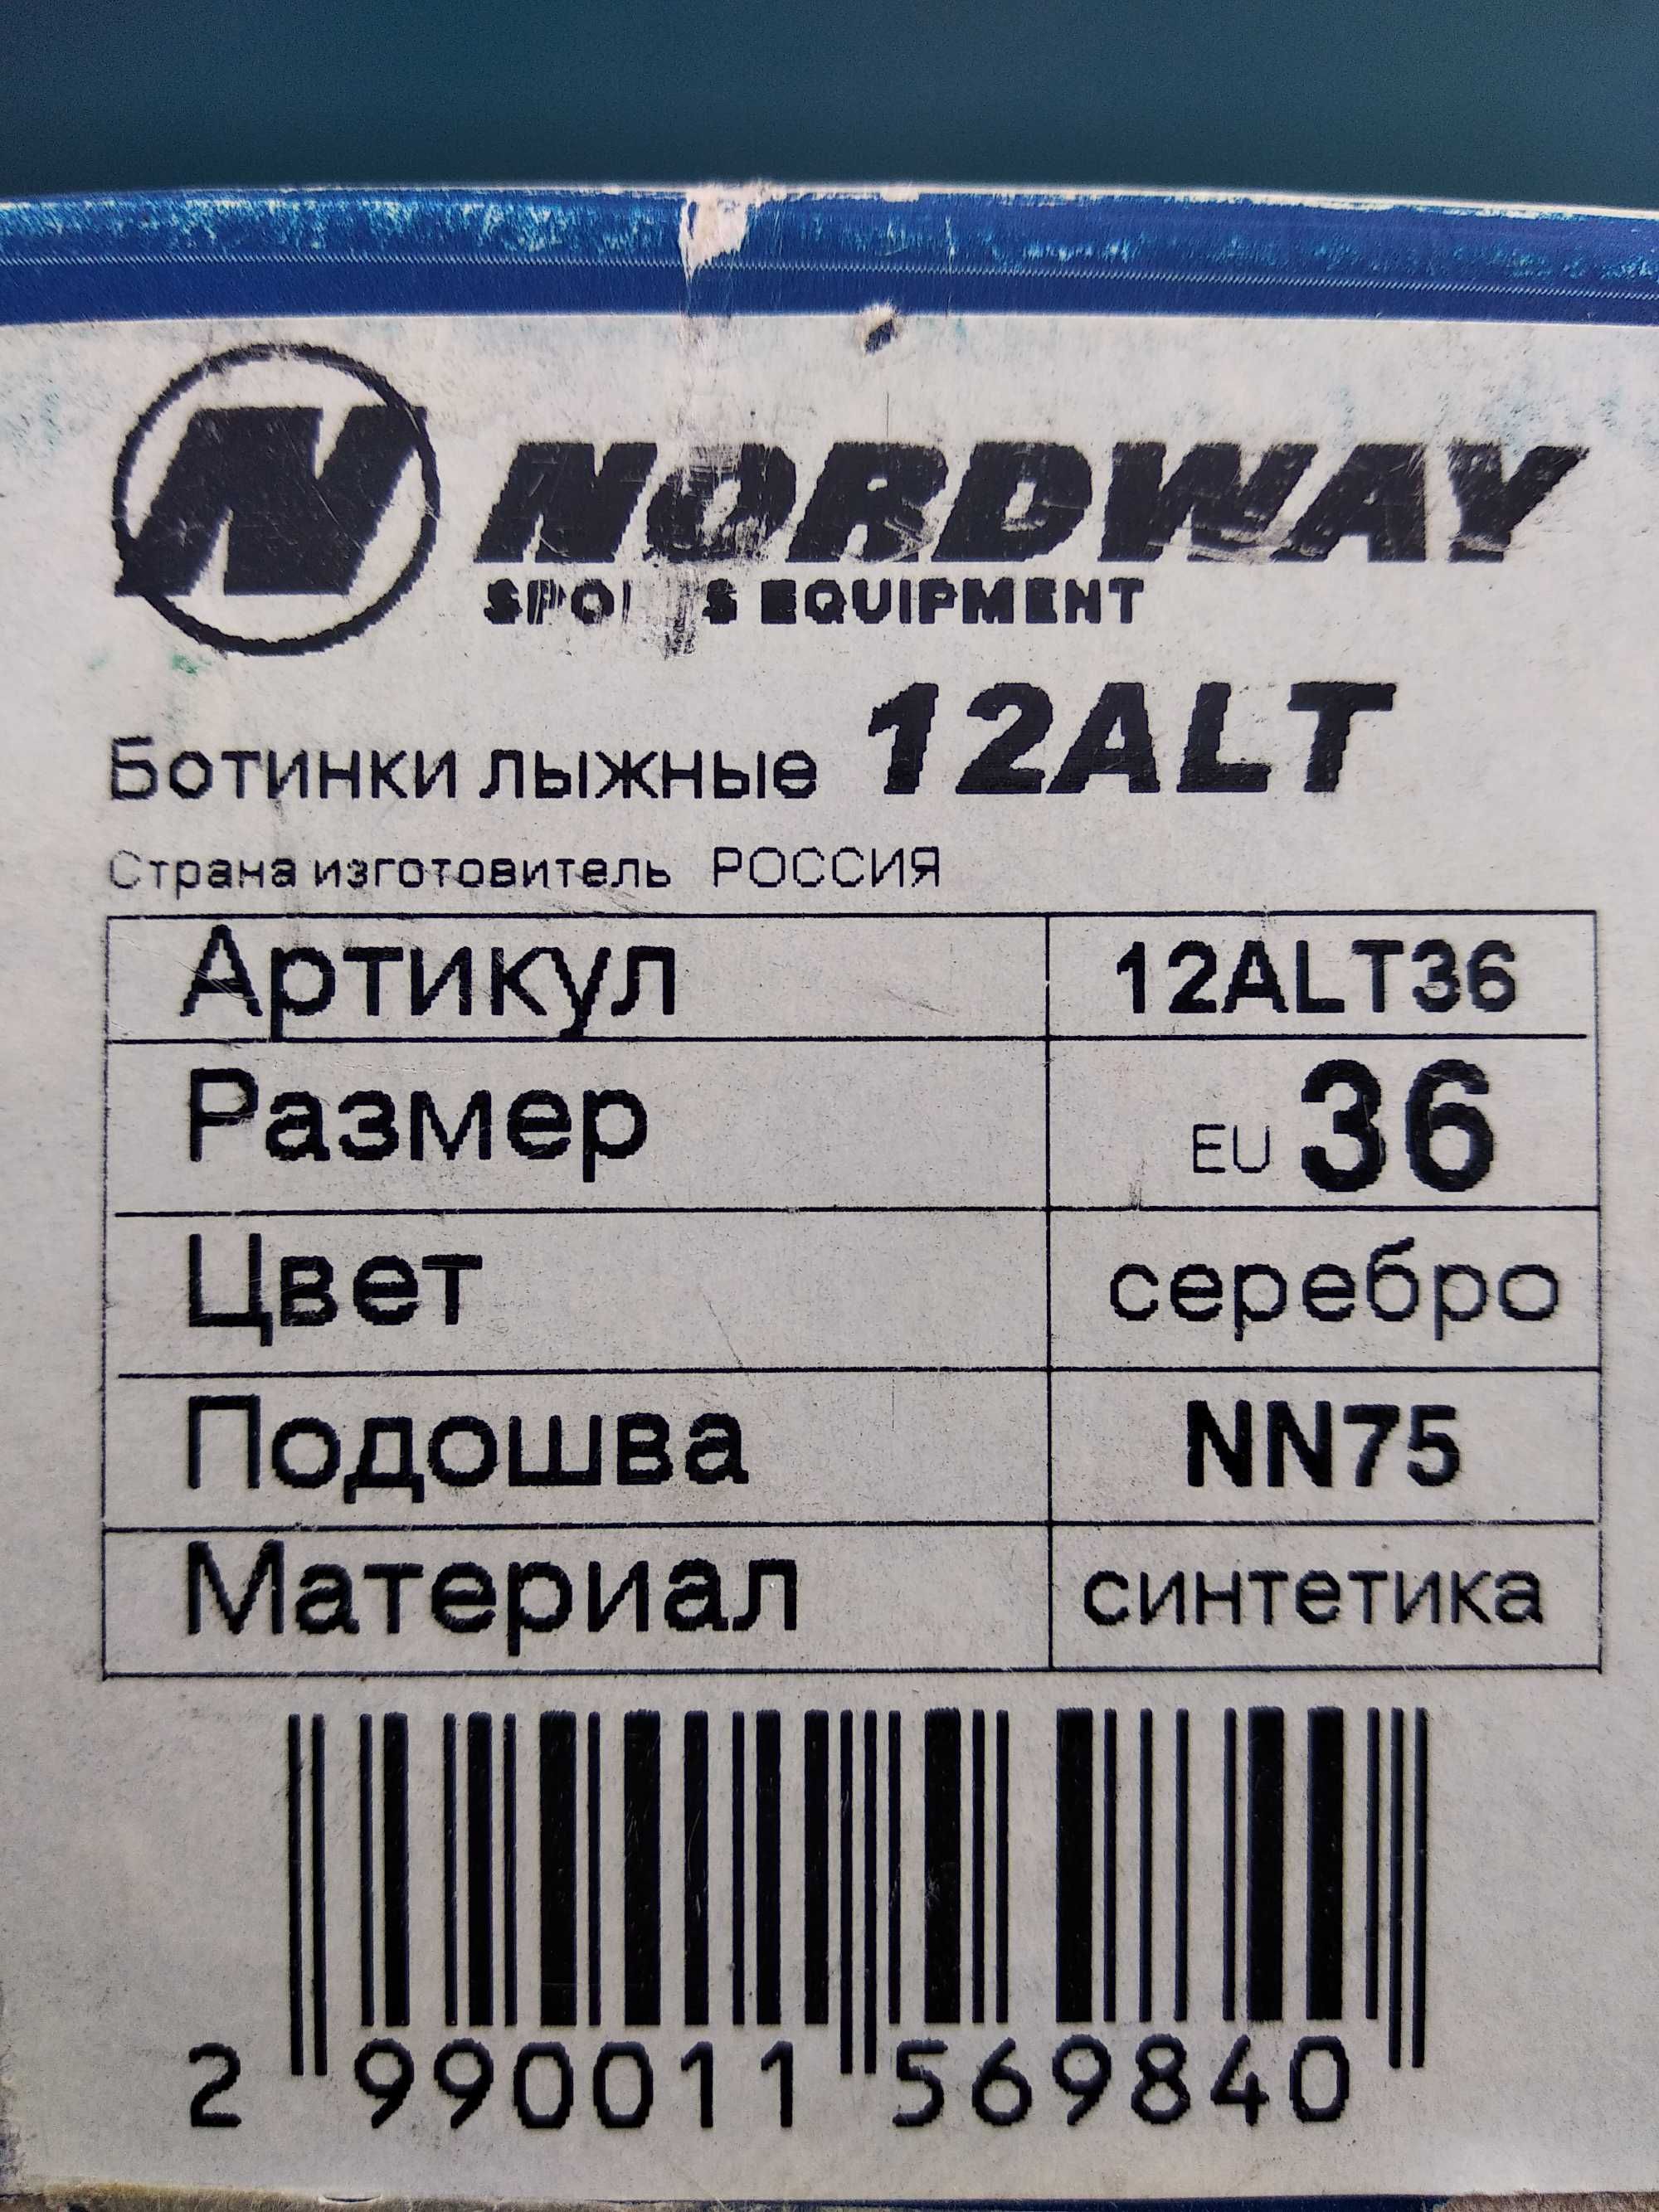 N NORDWAY
SPORTS EQUIPMENT
Ботинки лыжные 12ALT
Страна изготовитель РОССИЯ
Артикул 12ALT36
Размер EU 36
Цвет серебро
Подошва NN75
Материал синтетика
2 990011 569840